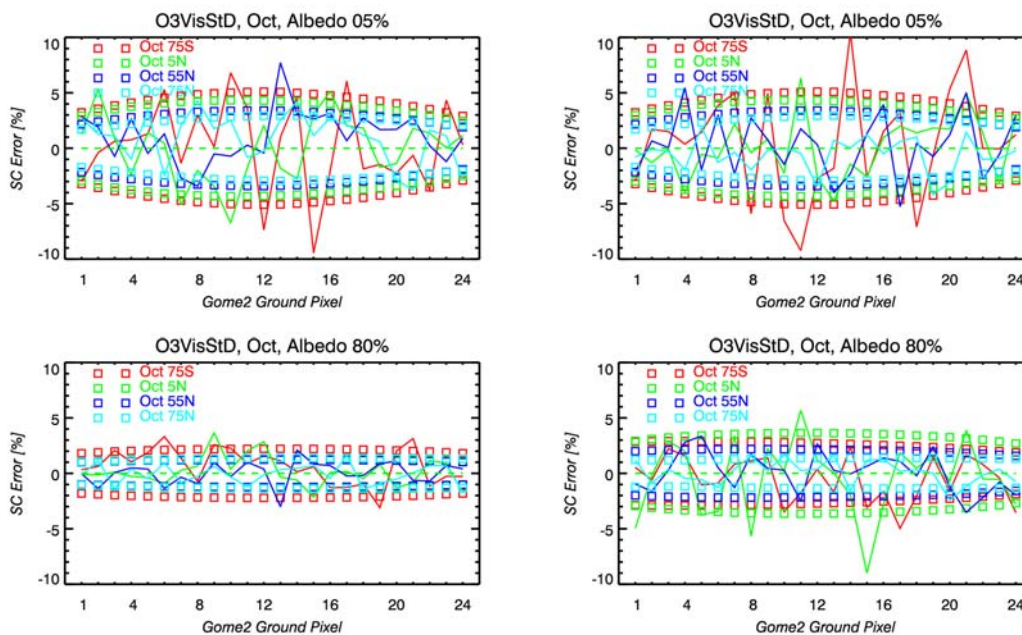 O3VisStD, Oct, Albedo 05%
10
5
0
-5
-10
SC Error [%]
Oct 75S
Oct 5N
Oct 55N
Oct 75N
1 4 8 12 16 20 24
Gome2 Ground Pixel
O3VisStD, Oct, Albedo 05%
10
5
0
-5
-10
SC Error [%]
Oct 75S
Oct 5N
Oct 55N
Oct 75N
1 4 8 12 16 20 24
Gome2 Ground Pixel
O3VisStD, Oct, Albedo 80%
10
5
0
-5
-10
SC Error [%]
Oct 75S
Oct 5N
Oct 55N
Oct 75N
1 4 8 12 16 20 24
Gome2 Ground Pixel
O3VisStD, Oct, Albedo 80%
10
5
0
-5
-10
SC Error [%]
Oct 75S
Oct 5N
Oct 55N
Oct 75N
1 4 8 12 16 20 24
Gome2 Ground Pixel